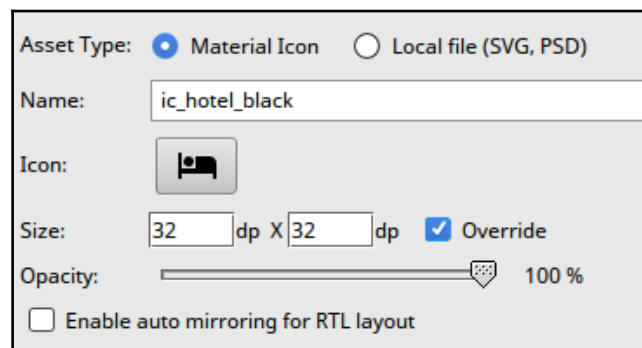 Asset Type: Material Icon Local file (SVG, PSD)
Name: ic_hotel_black
Icon:
Size: 32 dp X 32 dp Override
Opacity: 100 %
Enable auto mirroring for RTL layout